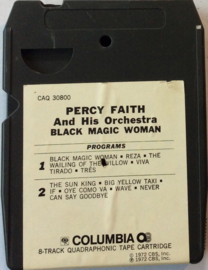 CAQ 30800
PERCY FAITH
And His Orchestra
BLACK MAGIC WOMAN
PROGRAMS
1 BLACK MAGIC WOMAN • REZA • THE
WAILING OF THE WILLOW • VIVA
TIRADO • TRES
2 THE SUN KING • BIG YELLOW TAXI •
IF • OYE COMO VA • WAVE • NEVER
CAN SAY GOODBYE
COLUMBIA
8-TRACK QUADRAPHONIC TAPE CARTRIDGE
© 1972 CBS, Inc.
℗ 1972 CBS, Inc.